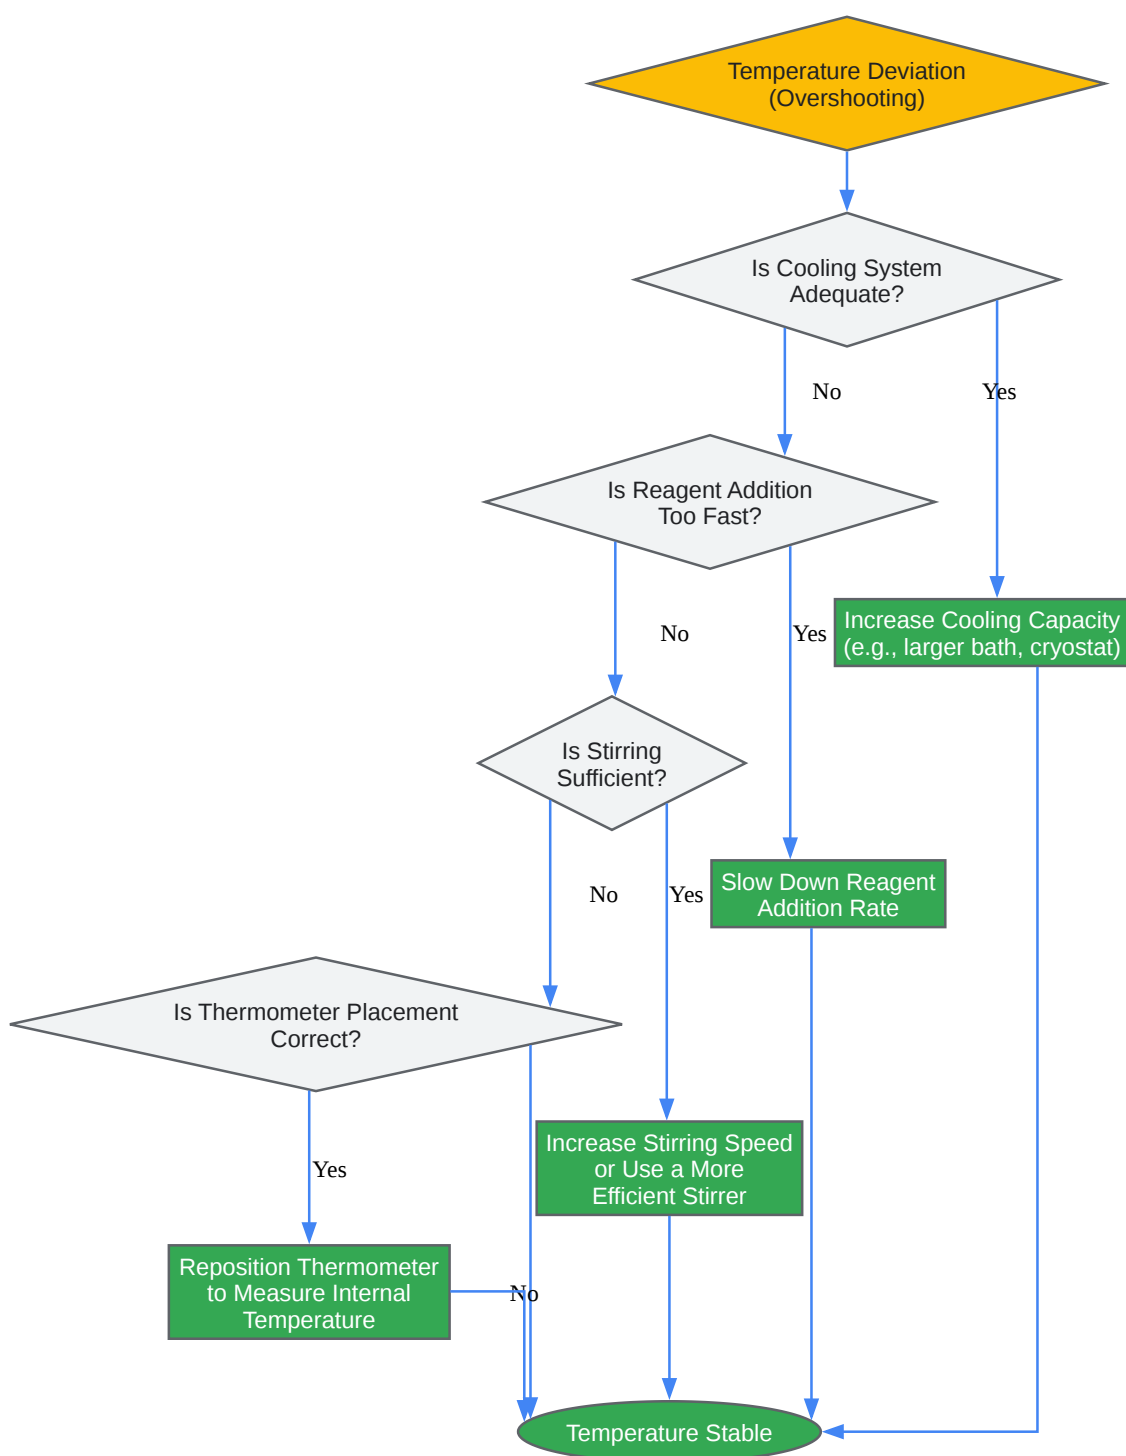 Temperature Deviation
(Overshooting)
Is Cooling System
Adequate?
No
Yes
Is Reagent Addition
Too Fast?
Increase Cooling Capacity
(e.g., larger bath, cryostat)
No
Yes
Is Stirring
Sufficient?
Slow Down Reagent
Addition Rate
No
Yes
Is Thermometer Placement
Correct?
Increase Stirring Speed
or Use a More
Efficient Stirrer
Yes
Reposition Thermometer
to Measure Internal
Temperature
No
Temperature Stable